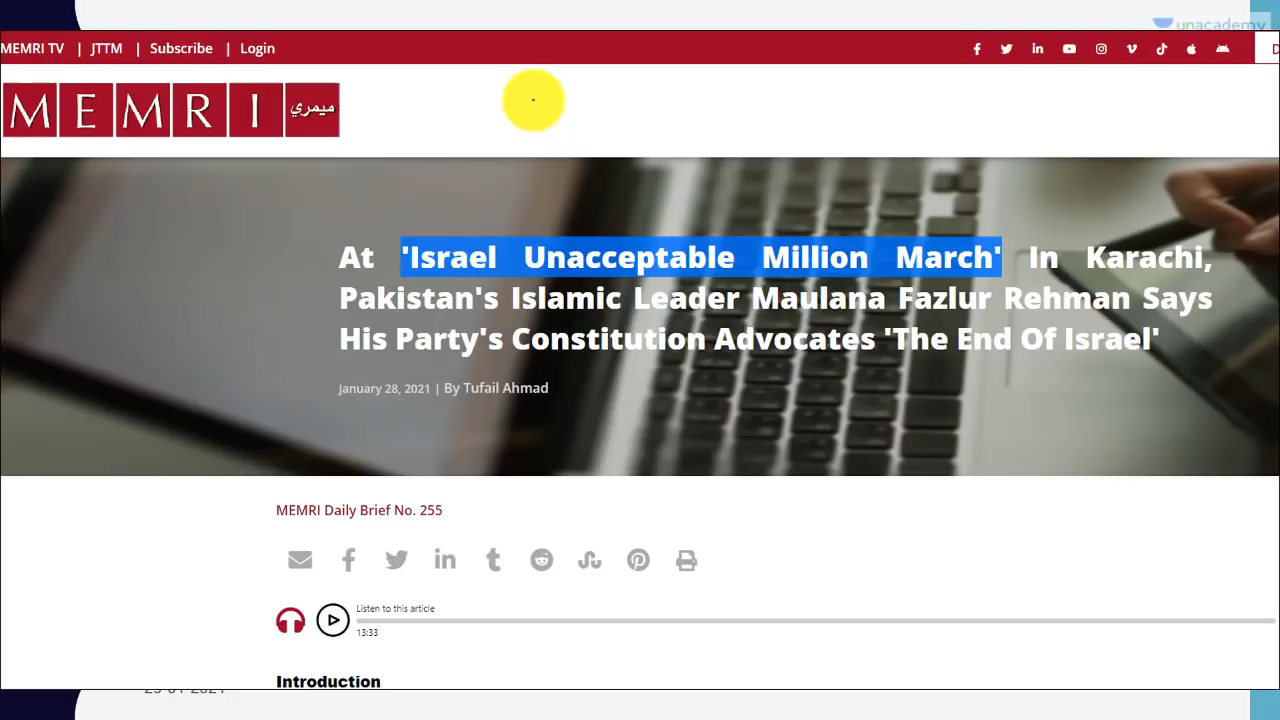 unacademy
MEMRI TV | JTTM | Subscribe | Login
MEMRI ميمري
At 'Israel Unacceptable Million March' In Karachi,
Pakistan's Islamic Leader Maulana Fazlur Rehman Says
His Party's Constitution Advocates 'The End Of Israel'
January 28, 2021 | By Tufail Ahmad
MEMRI Daily Brief No. 255
Listen to this article
13:33
Introduction